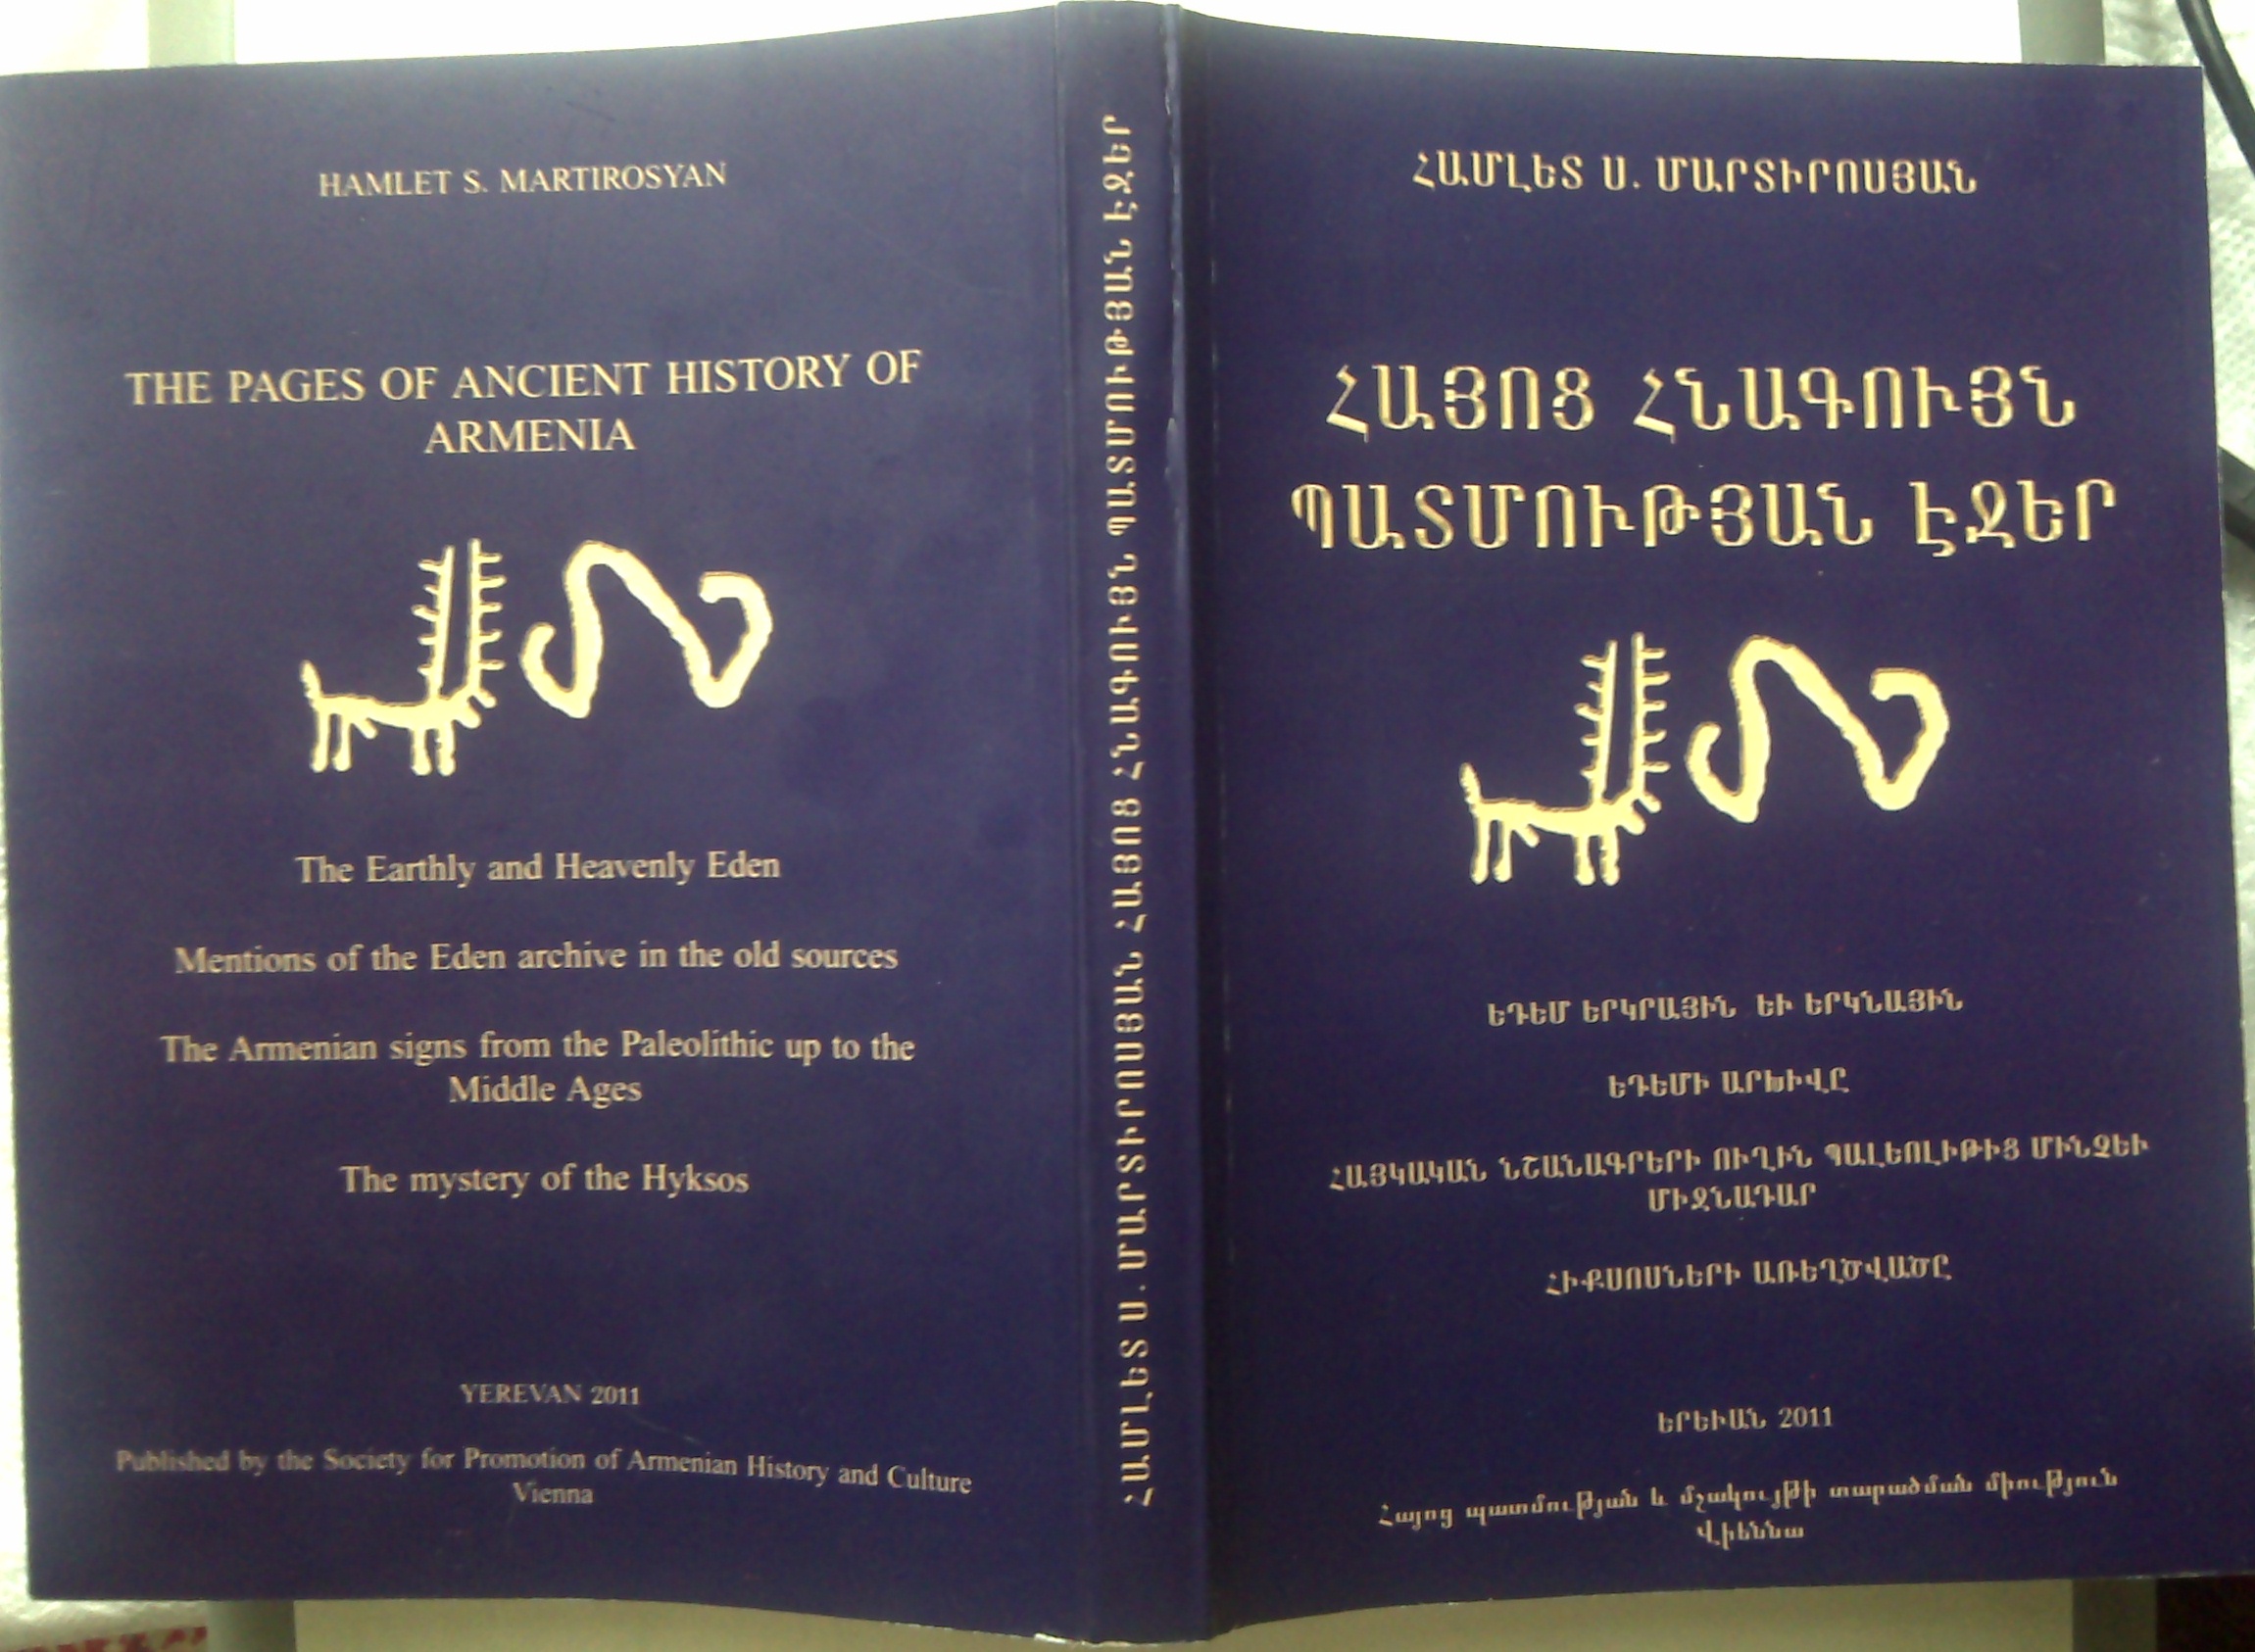 HAMLET S. MARTIROSYAN
THE PAGES OF ANCIENT HISTORY OF
ARMENIA
The Earthly and Heavenly Eden
Mentions of the Eden archive in the old sources
The Armenian signs from the Paleolithic up to the
Middle Ages
The mystery of the Hyksos
YEREVAN 2011
Published by the Society for Promotion of Armenian History and Culture
Vienna
ՀԱՄԼԵՏ Ս. ՄԱՐՏԻՐՈՍՅԱՆ ՀԱՅՈՑ ՀՆԱԳՈՒՅՆ ՊԱՏՄՈՒԹՅԱՆ ԷՋԵՐ
ՀԱՄԼԵՏ Ս. ՄԱՐՏԻՐՈՍՅԱՆ
ՀԱՅՈՑ ՀՆԱԳՈՒՅՆ
ՊԱՏՄՈՒԹՅԱՆ ԷՋԵՐ
ԵԴԵՄ ԵՐԿՐԱՅԻՆ ԵՒ ԵՐԿՆԱՅԻՆ
ԵԴԵՄԻ ԱՐԽԻՎԸ
ՀԱՅԿԱԿԱՆ ՆՇԱՆԱԳՐԵՐԻ ՈՒՂԻՆ ՊԱԼԵՈԼԻԹԻՑ ՄԻՆՉԵՒ
ՄԻՋՆԱԴԱՐ
ՀԻՔՍՈՍՆԵՐԻ ԱՌԵՂԾՎԱԾԸ
ԵՐԵՒԱՆ 2011
Հայոց պատմության և մշակույթի տարածման միություն
Վիեննա